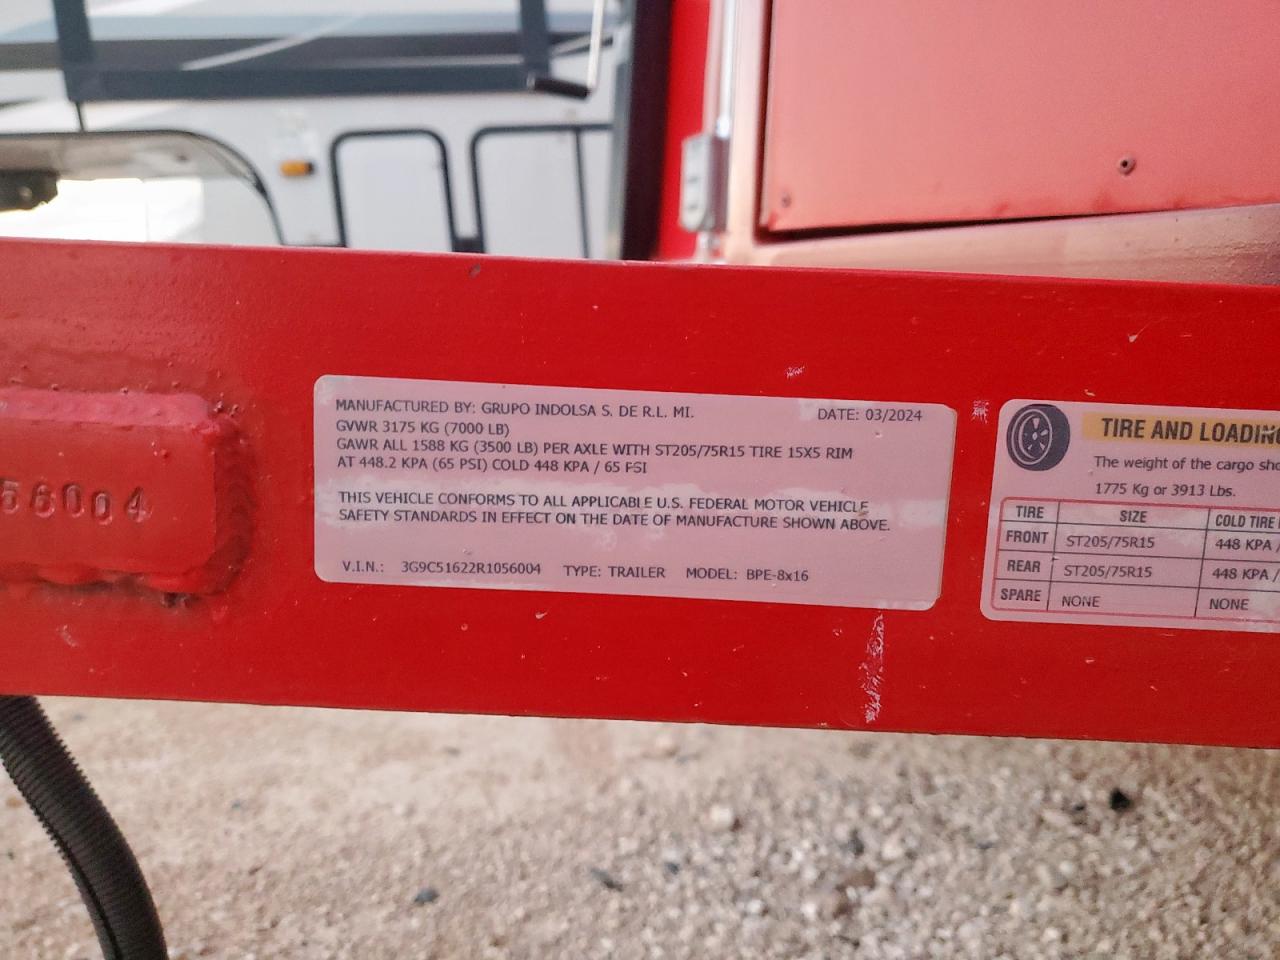 56004
MANUFACTURED BY: GRUPO INDOLSA S. DE R.L. MI. DATE: 03/2024
GVWR 3175 KG (7000 LB)
GAWR ALL 1588 KG (3500 LB) PER AXLE WITH ST205/75R15 TIRE 15X5 RIM
AT 448.2 KPA (65 PSI) COLD 448 KPA / 65 PSI
THIS VEHICLE CONFORMS TO ALL APPLICABLE U.S. FEDERAL MOTOR VEHICLE
SAFETY STANDARDS IN EFFECT ON THE DATE OF MANUFACTURE SHOWN ABOVE.
V.I.N.: 3G9C51622R1056004 TYPE: TRAILER MODEL: BPE-8x16
TIRE AND LOADING
The weight of the cargo sho
1775 Kg or 3913 Lbs.
TIRE SIZE COLD TIRE
FRONT ST205/75R15 448 KPA /
REAR ST205/75R15 448 KPA /
SPARE NONE NONE